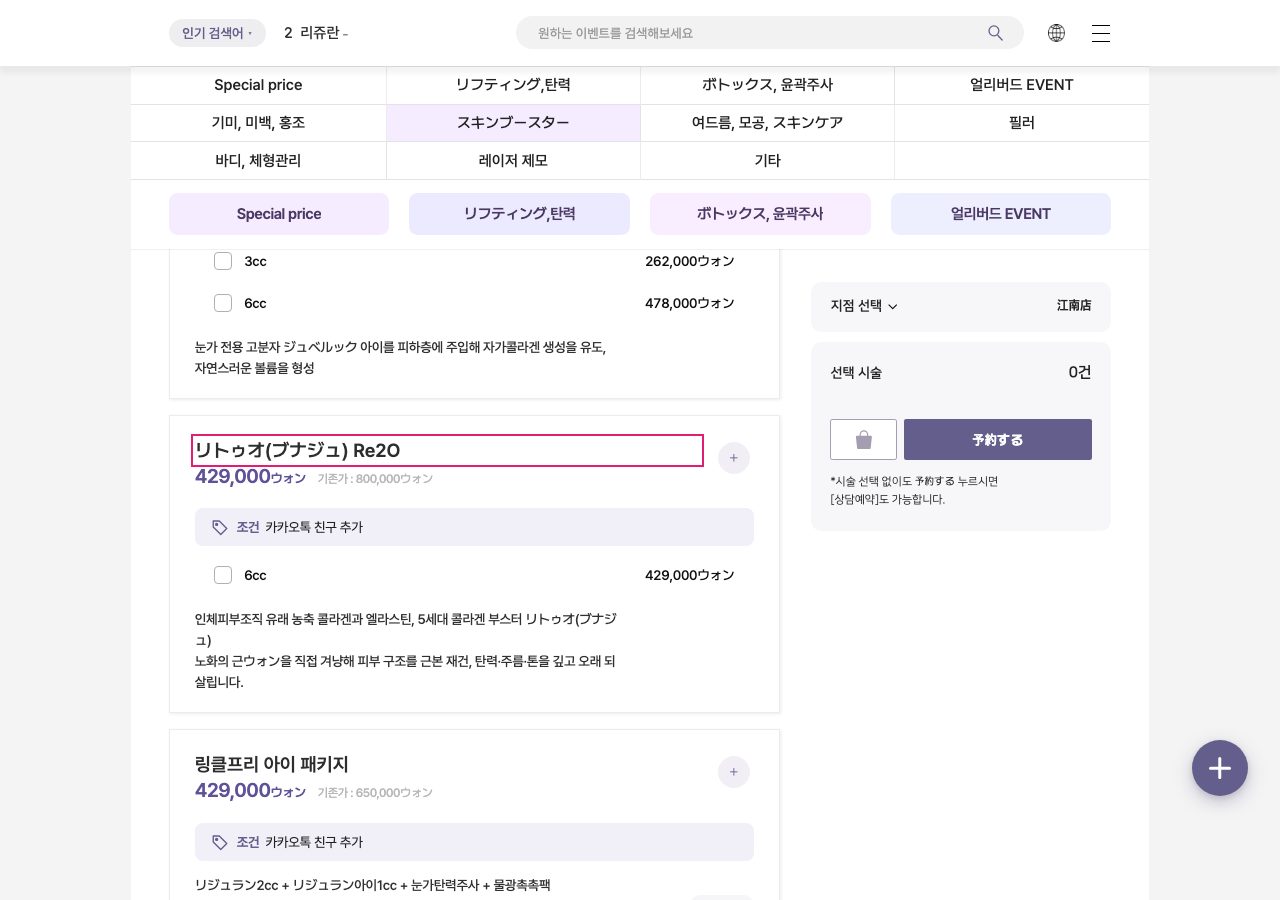 인기 검색어
2 리쥬란 –
원하는 이벤트를 검색해보세요
Special price
リフティング,탄력
ボトックス, 윤곽주사
얼리버드 EVENT
기미, 미백, 홍조
スキンブースター
여드름, 모공, スキンケア
필러
바디, 체형관리
레이저 제모
기타
Special price
リフティング,탄력
ボトックス, 윤곽주사
얼리버드 EVENT
3cc 262,000ウォン
6cc 478,000ウォン
눈가 전용 고분자 ジュベルック 아이를 피하층에 주입해 자가콜라겐 생성을 유도,
자연스러운 볼륨을 형성
リトゥオ(ブナジュ) Re2O
+
429,000ウォン 기존가 : 800,000ウォン
조건 카카오톡 친구 추가
6cc 429,000ウォン
인체피부조직 유래 농축 콜라겐과 엘라스틴, 5세대 콜라겐 부스터 リトゥオ(ブナジ
ュ)
노화의 근ウォン을 직접 겨냥해 피부 구조를 근본 재건, 탄력·주름·톤을 깊고 오래 되
살립니다.
링클프리 아이 패키지
+
429,000ウォン 기존가 : 650,000ウォン
조건 카카오톡 친구 추가
リジュラン2cc + リジュラン아이1cc + 눈가탄력주사 + 물광촉촉팩
지점 선택 江南店
선택 시술 0건
予約する
*시술 선택 없이도 予約する 누르시면
[상담예약]도 가능합니다.